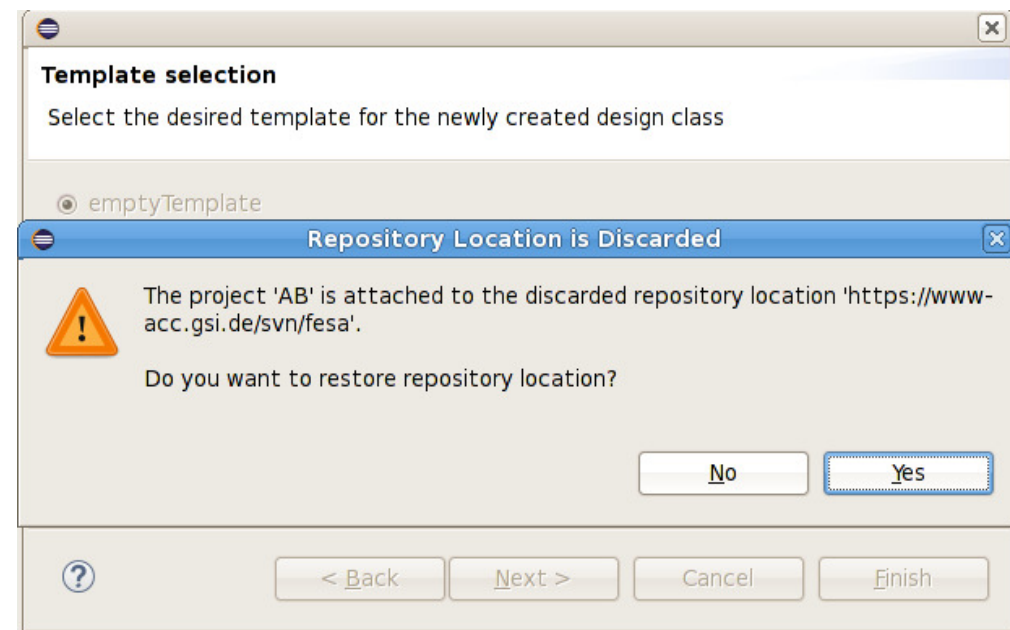 Template selection
Select the desired template for the newly created design class
emptyTemplate
Repository Location is Discarded
The project 'AB' is attached to the discarded repository location 'https://www-
acc.gsi.de/svn/fesa'.
Do you want to restore repository location?
No Yes
< Back Next > Cancel Finish